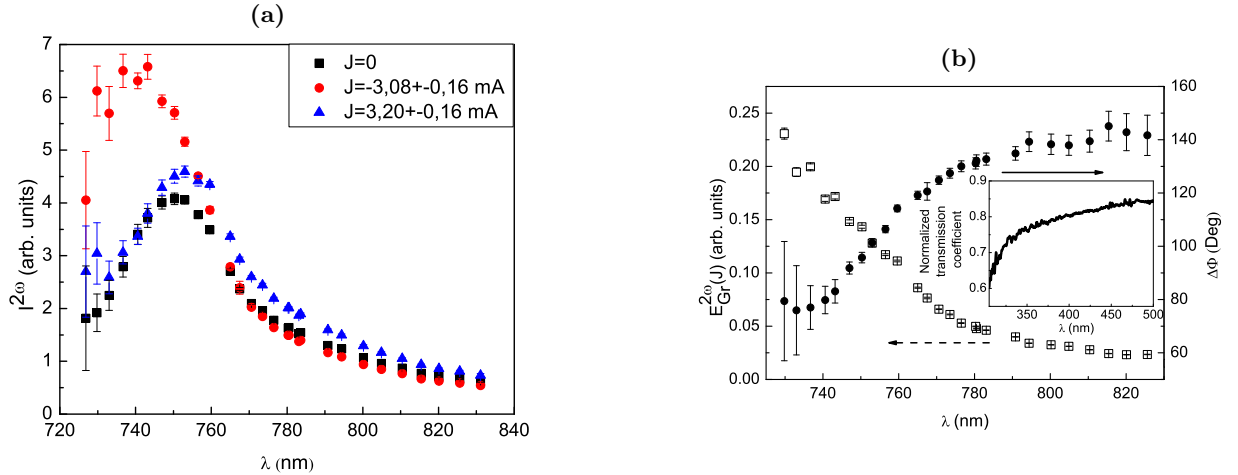 (a)
7
6
5
4
3
2
1
0
I2ω (arb. units)
J=0
J=-3,08+-0,16 mA
J=3,20+-0,16 mA
720 740 760 780 800 820 840
λ (nm)
(b)
0.25
0.20
0.15
0.10
0.05
0.00
E2ωGr(J) (arb. units)
160
140
120
100
80
60
ΔΦ (Deg)
740 760 780 800 820
λ (nm)
0.9
0.8
0.7
0.6
Normalized
transmission
coefficient
350 400 450 500
λ (nm)